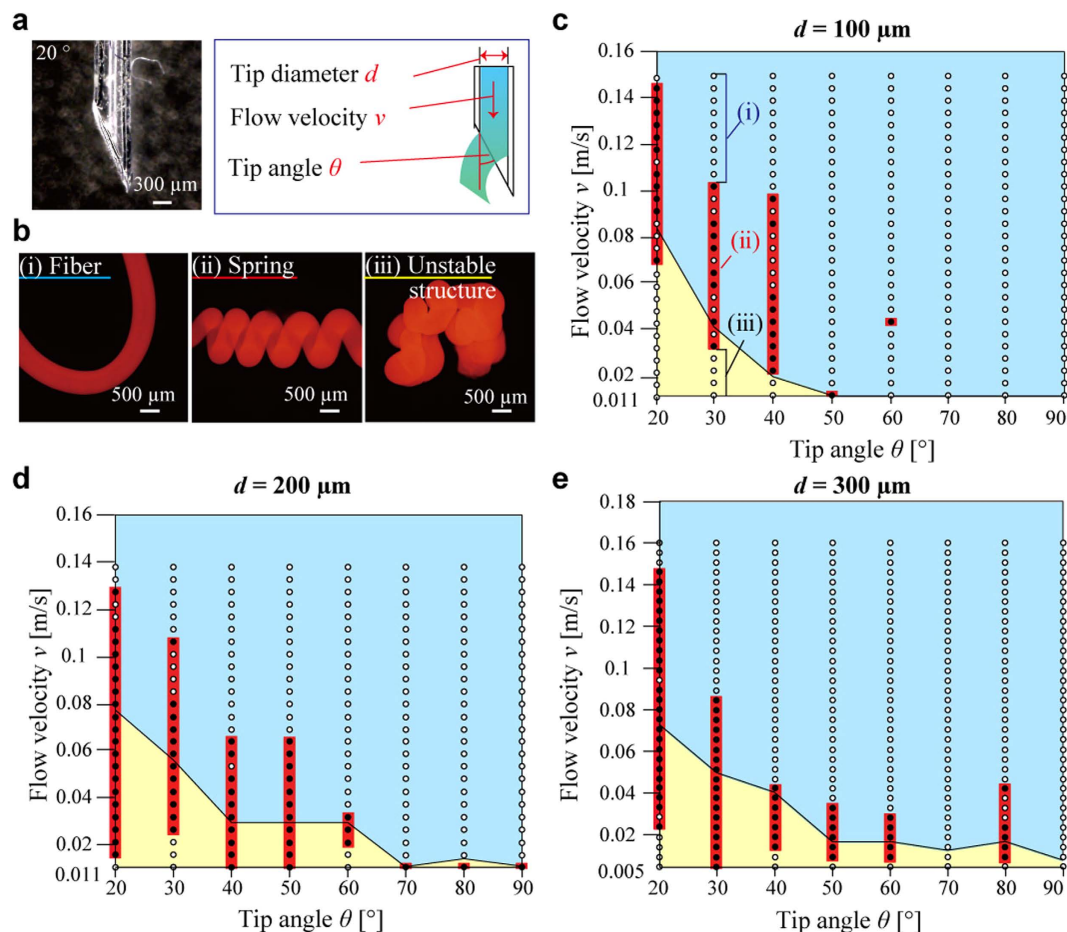 a
20 °
300 µm
Tip diameter d
Flow velocity v
Tip angle θ
b
(i) Fiber
500 µm
(ii) Spring
500 µm
(iii) Unstable
structure
500 µm
c
d = 100 µm
Flow velocity v [m/s]
0.16
0.14
0.12
0.1
0.08
0.06
0.04
0.02
0.011
(i)
(ii)
(iii)
20 30 40 50 60 70 80 90
Tip angle θ [°]
d
d = 200 µm
Flow velocity v [m/s]
0.16
0.14
0.12
0.1
0.08
0.06
0.04
0.02
0.011
20 30 40 50 60 70 80 90
Tip angle θ [°]
e
d = 300 µm
Flow velocity v [m/s]
0.18
0.16
0.14
0.12
0.1
0.08
0.06
0.04
0.02
0.005
20 30 40 50 60 70 80 90
Tip angle θ [°]